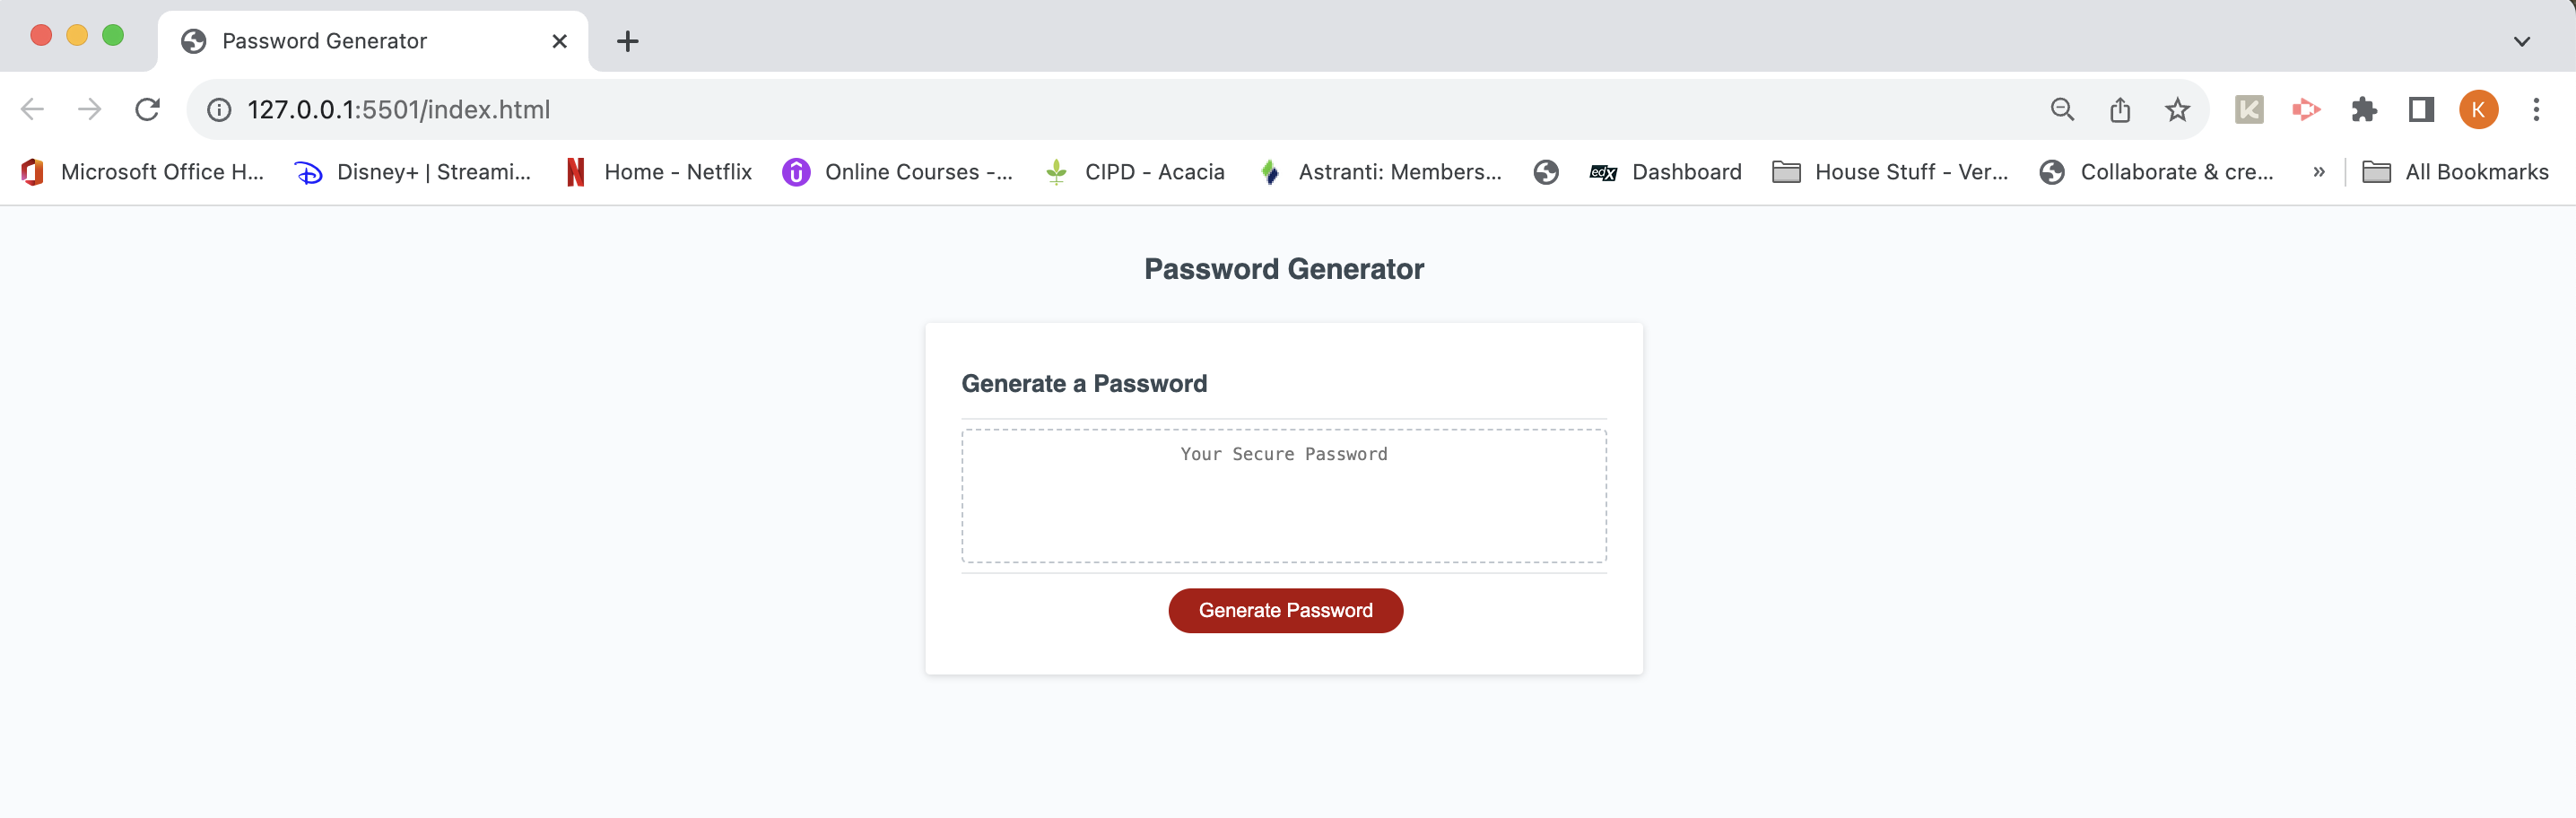 Password Generator
127.0.0.1:5501/index.html
K
K
Microsoft Office H...
Disney+ | Streami...
N
Home - Netflix
Online Courses -...
CIPD - Acacia
Astranti: Members...
edX
Dashboard
House Stuff - Ver...
Collaborate & cre...
»
All Bookmarks
Password Generator
Generate a Password
Your Secure Password
Generate Password